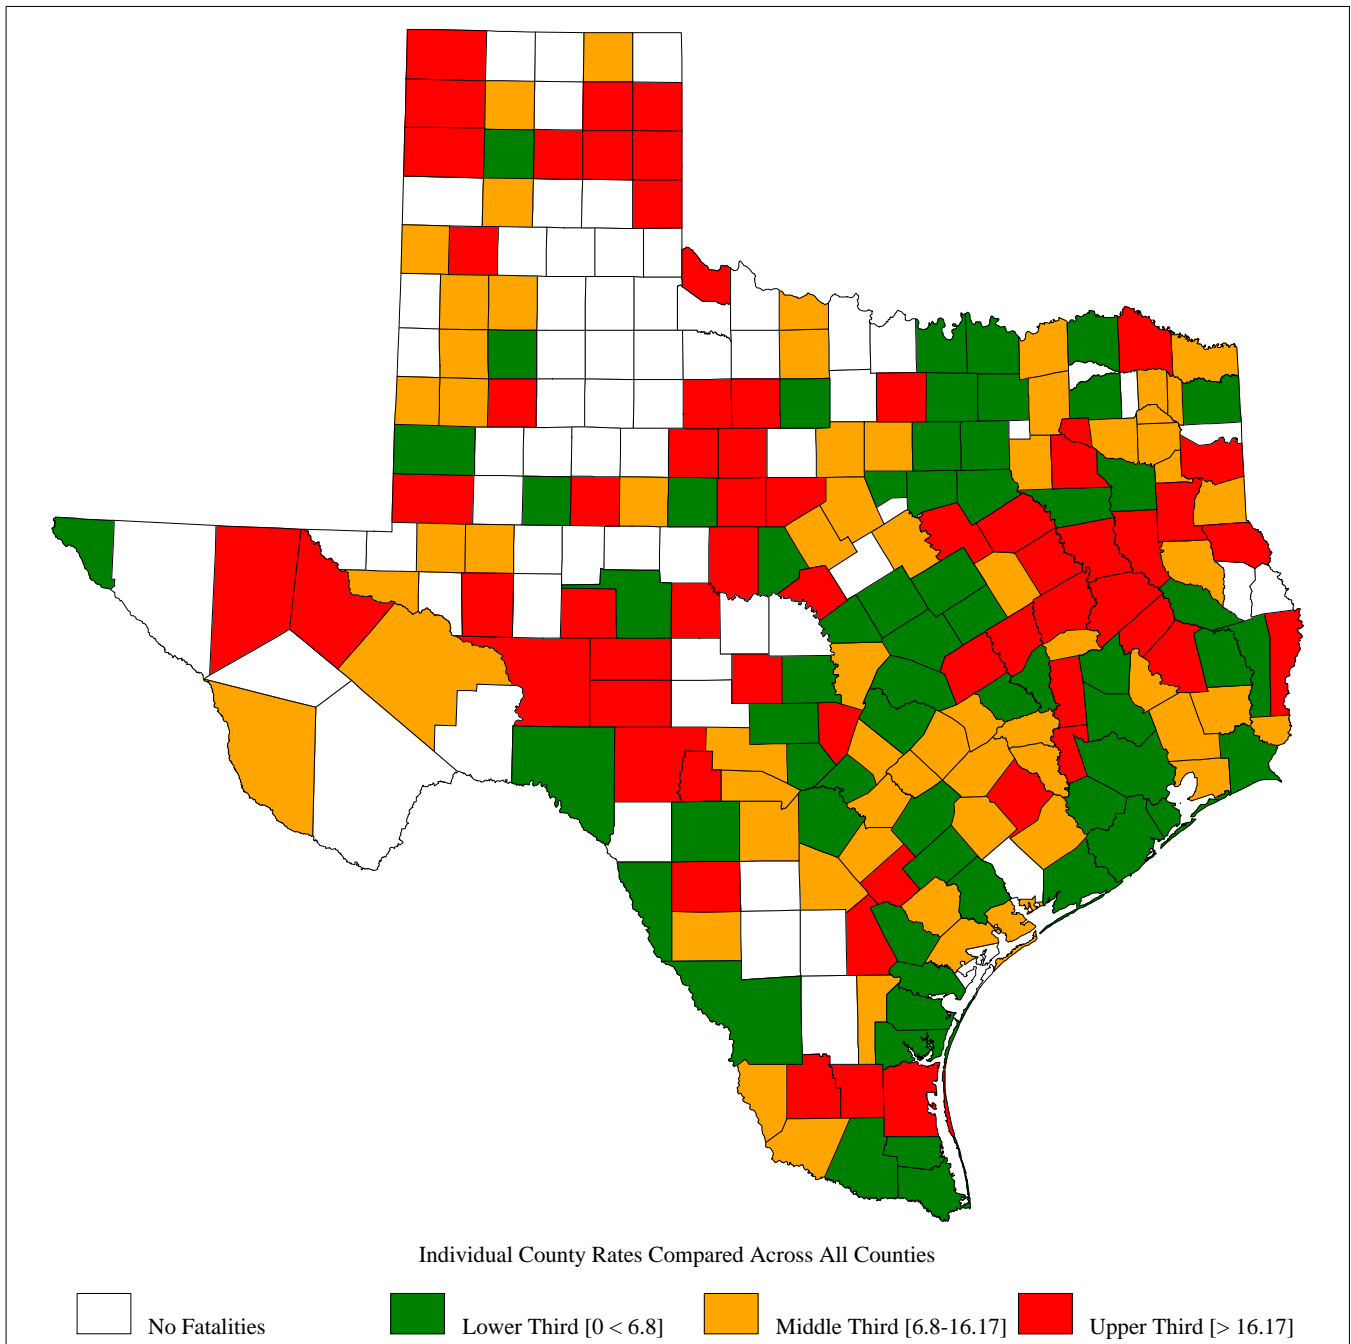 Individual County Rates Compared Across All Counties
No Fatalities Lower Third [0 < 6.8] Middle Third [6.8-16.17] Upper Third [> 16.17]